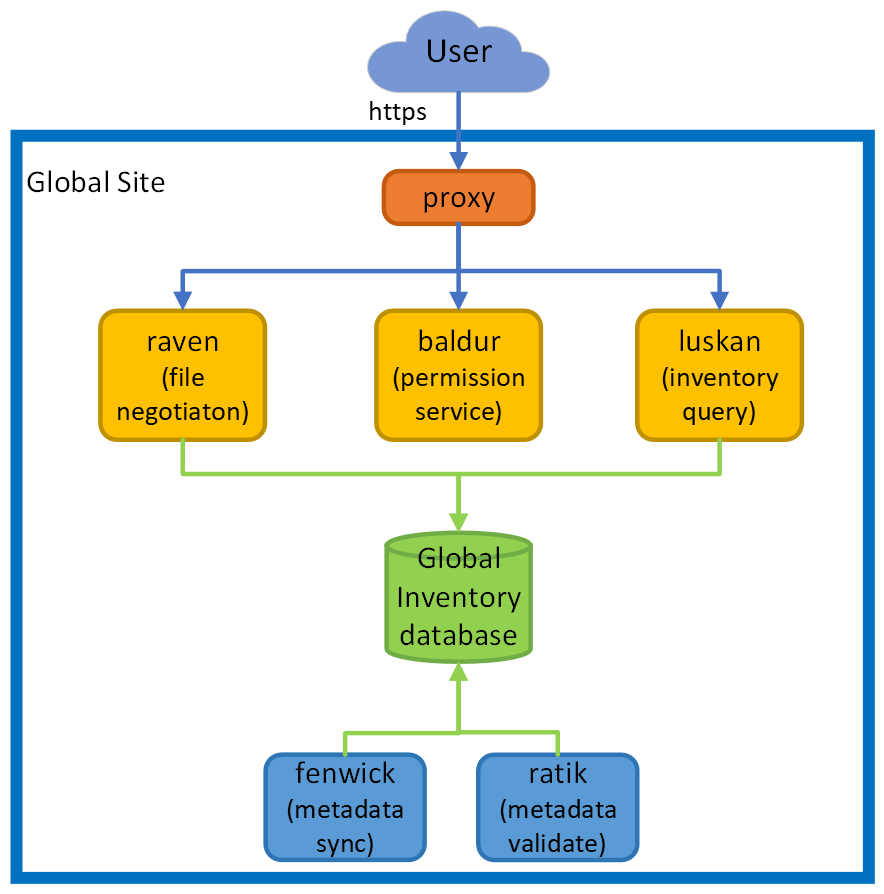 User
https
Global Site
proxy
raven
(file
negotiaton)
baldur
(permission
service)
luskan
(inventory
query)
Global
Inventory
database
fenwick
(metadata
sync)
ratik
(metadata
validate)